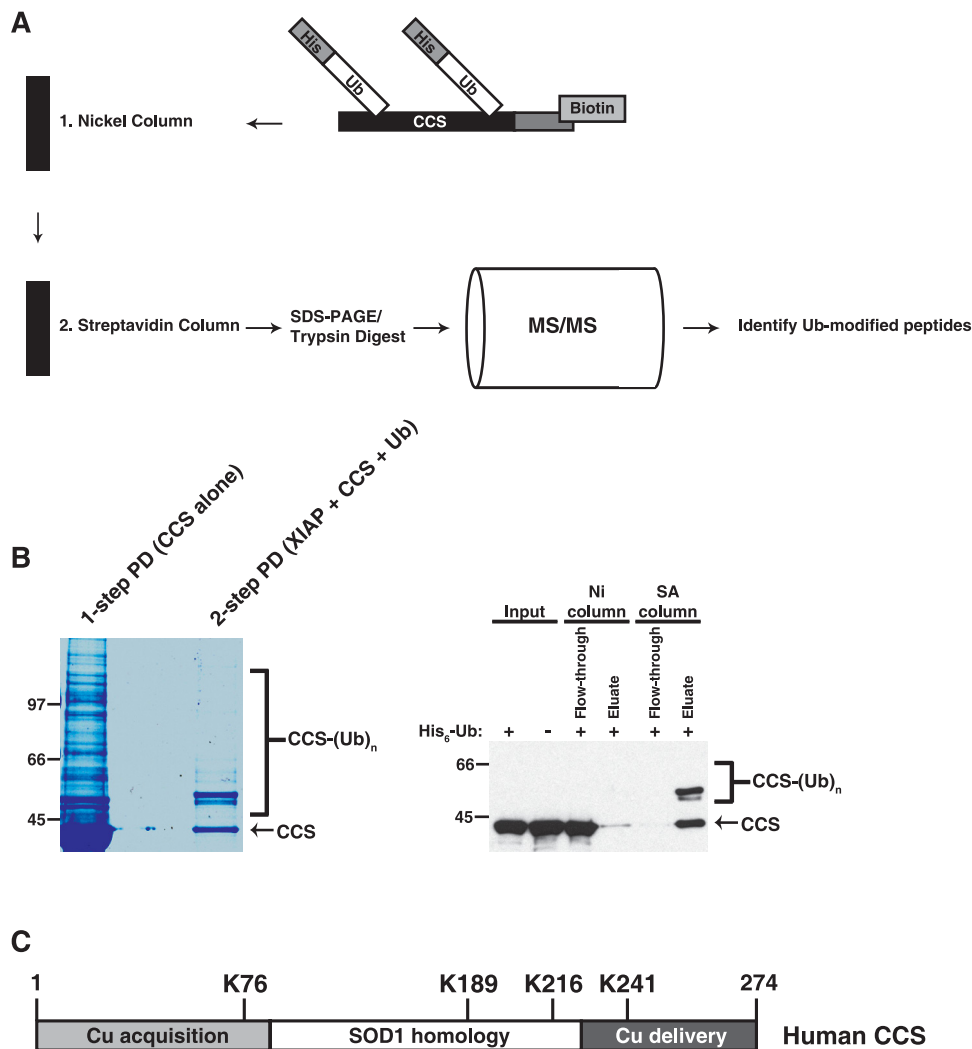 A
His
His
Ub
Ub
Biotin
CCS
1. Nickel Column
2. Streptavidin Column
SDS-PAGE/
Trypsin Digest
MS/MS
Identify Ub-modified peptides
B
1-step PD (CCS alone)
2-step PD (XIAP + CCS + Ub)
97
66
45
CCS-(Ub)n
CCS
Input
Ni
column
SA
column
Flow-through
Eluate
Flow-through
Eluate
His6-Ub:
+ - + + + +
66
45
CCS-(Ub)n
CCS
C
1 K76 K189 K216 K241 274
Cu acquisition SOD1 homology Cu delivery Human CCS